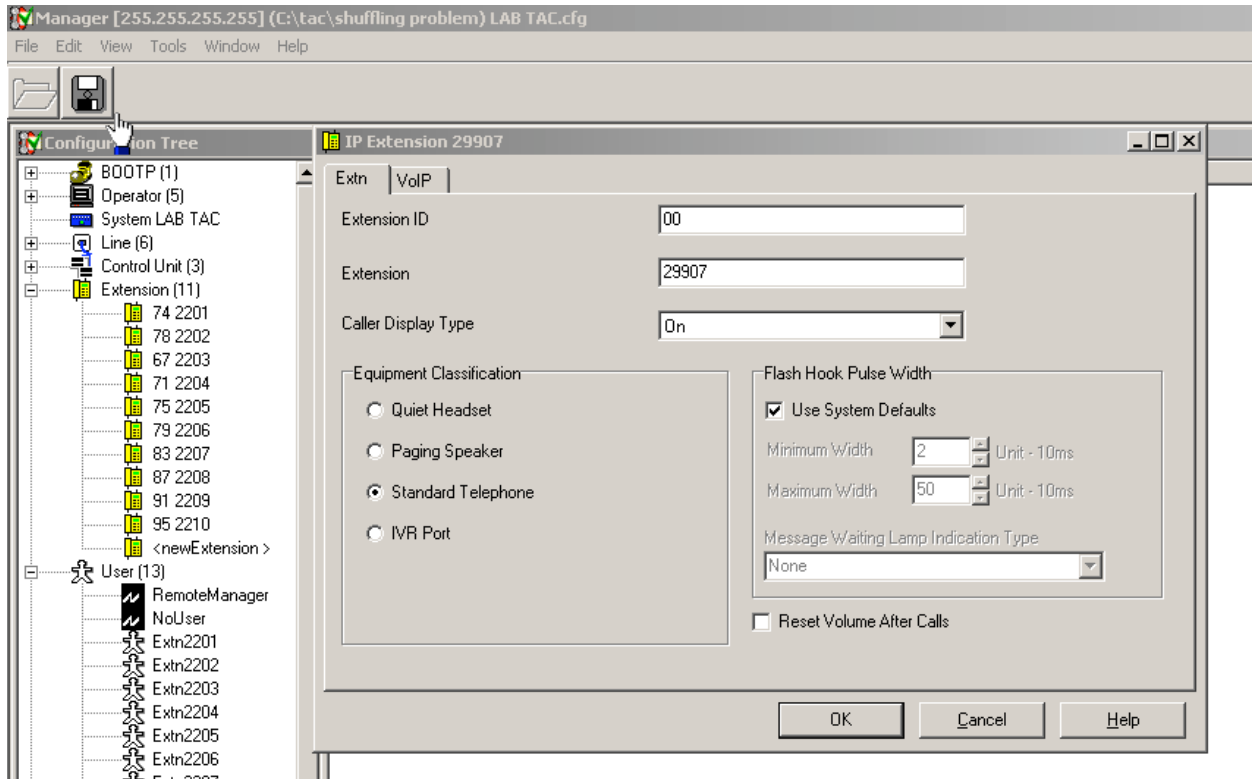 Manager [255.255.255.255] (C:\tac\shuffling problem) LAB TAC.cfg
File Edit View Tools Window Help
Configur ion Tree
BOOTP (1)
Operator (5)
System LAB TAC
Line (6)
Control Unit (3)
Extension (11)
74 2201
78 2202
67 2203
71 2204
75 2205
79 2206
83 2207
87 2208
91 2209
95 2210
<newExtension >
User (13)
RemoteManager
NoUser
Extn2201
Extn2202
Extn2203
Extn2204
Extn2205
Extn2206
IP Extension 29907
Extn VoIP
Extension ID 00
Extension 29907
Caller Display Type On
Equipment Classification
Quiet Headset
Paging Speaker
Standard Telephone
IVR Port
Flash Hook Pulse Width
Use System Defaults
Minimum Width 2 Unit - 10ms
Maximum Width 50 Unit - 10ms
Message Waiting Lamp Indication Type
None
Reset Volume After Calls
OK Cancel Help